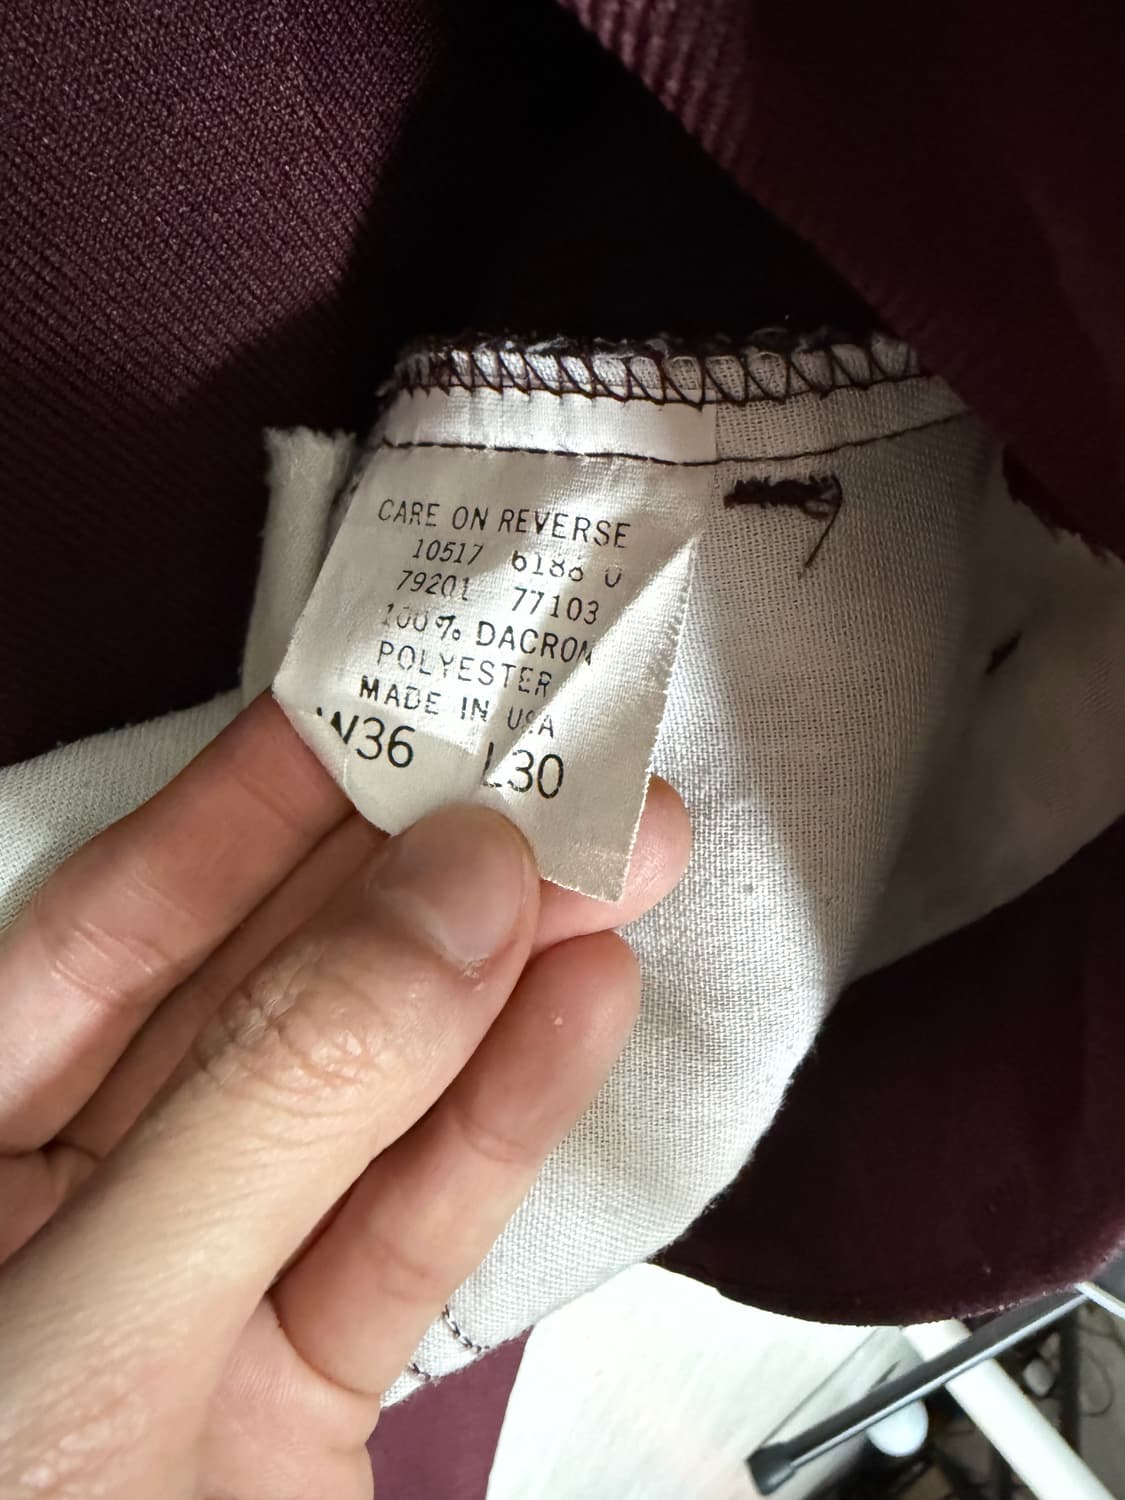 CARE ON REVERSE
10517 6188 0
79201 77103
100% DACRON
POLYESTER
MADE IN USA
W36 L30